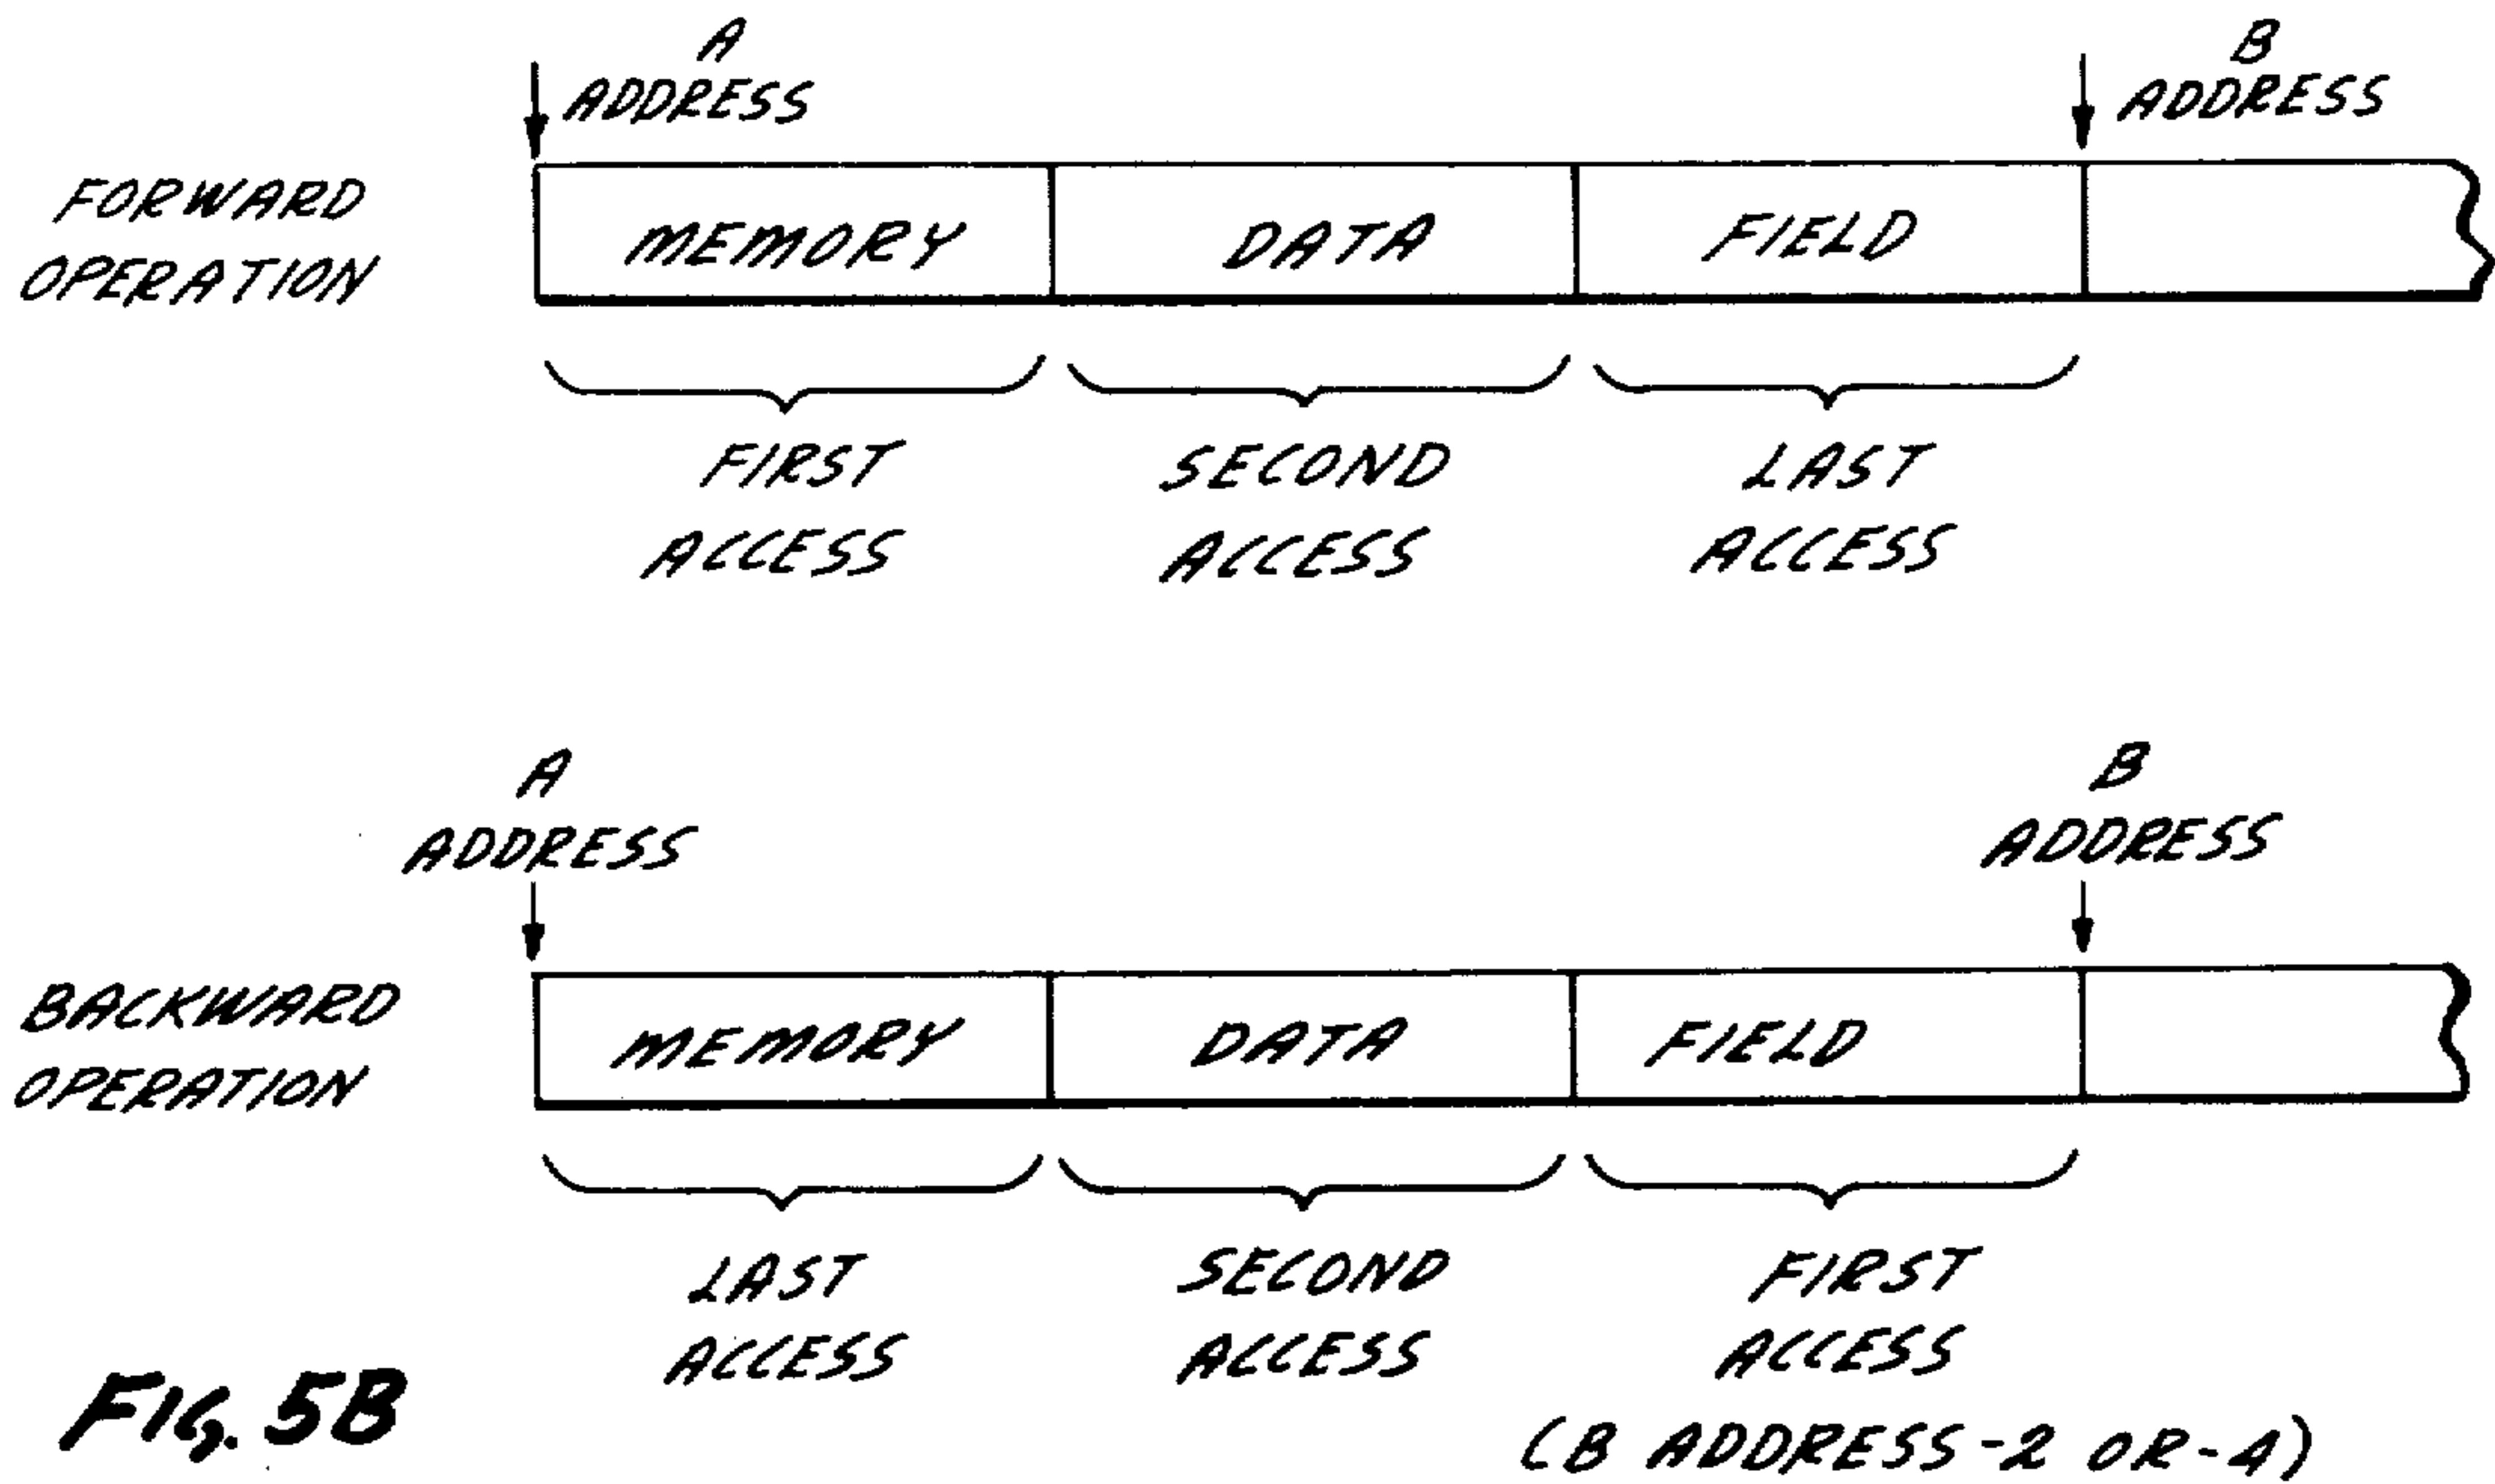 A
ADDRESS
B
ADDRESS
FORWARD
OPERATION
MEMORY
DATA
FIELD
FIRST
ACCESS
SECOND
ACCESS
LAST
ACCESS
A
ADDRESS
B
ADDRESS
BACKWARD
OPERATION
MEMORY
DATA
FIELD
LAST
ACCESS
SECOND
ACCESS
FIRST
ACCESS
(B ADDRESS-2 OR-4)
FIG. 5B